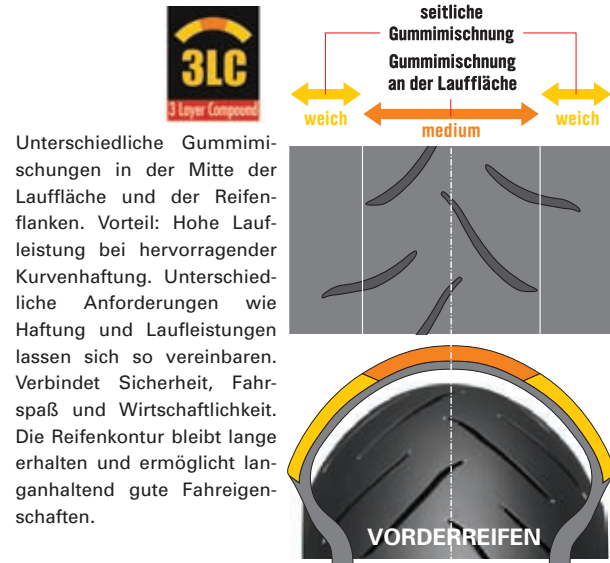 3LC
3 Layer Compound
Unterschiedliche Gummimi-
schungen in der Mitte der
Lauffläche und der Reifen-
flanken. Vorteil: Hohe Lauf-
leistung bei hervorragender
Kurvenhaftung. Unterschied-
liche Anforderungen wie
Haftung und Laufleistungen
lassen sich so vereinbaren.
Verbindet Sicherheit, Fahr-
spaß und Wirtschaftlichkeit.
Die Reifenkontur bleibt lange
erhalten und ermöglicht lan-
ganhaltend gute Fahreigen-
schaften.
seitliche
Gummimischung
Gummimischung
an der Lauffläche
weich
medium
weich
VORDERREIFEN